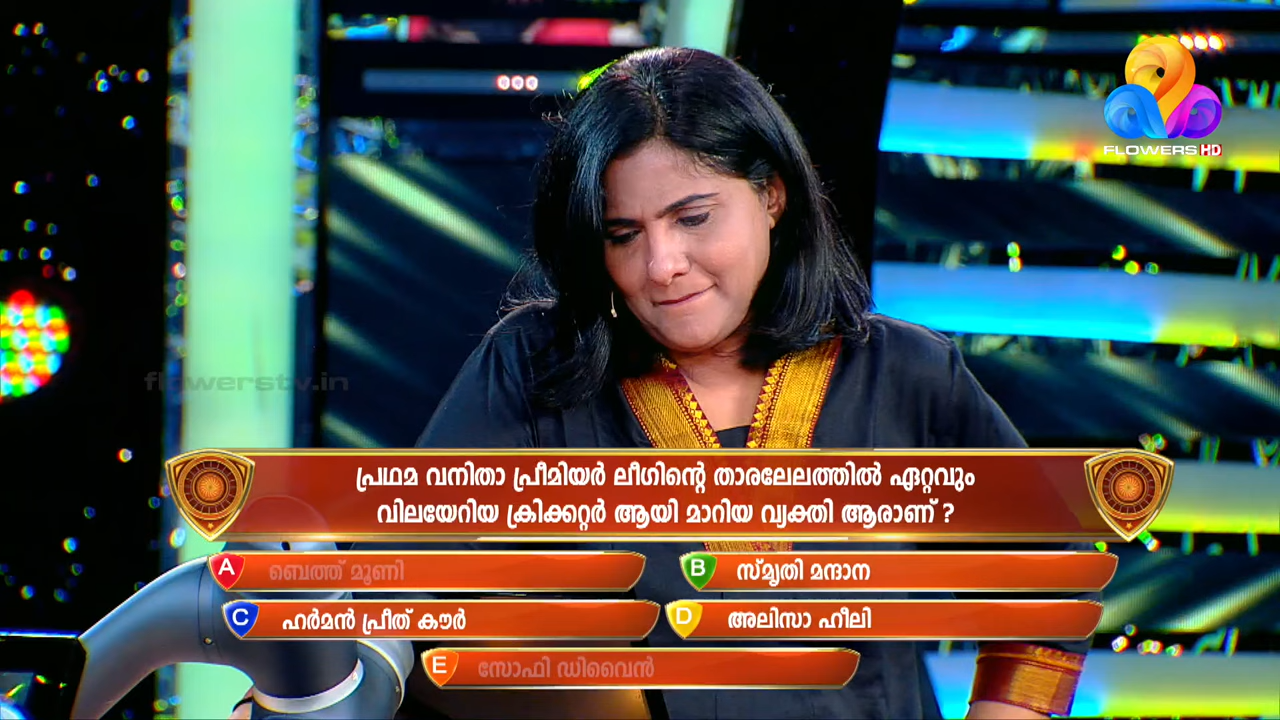 FLOWERS HD
flowerstv.in
പ്രഥമ വനിതാ പ്രീമിയർ ലീഗിന്റെ താരലേലത്തിൽ ഏറ്റവും
വിലയേറിയ ക്രിക്കറ്റർ ആയി മാറിയ വ്യക്തി ആരാണ് ?
A ബെത്ത് മൂണി
B സ്മൃതി മന്ദാന
C ഹർമൻ പ്രീത് കൗർ
D അലിസാ ഹീലി
E സോഫി ഡിവൈൻ